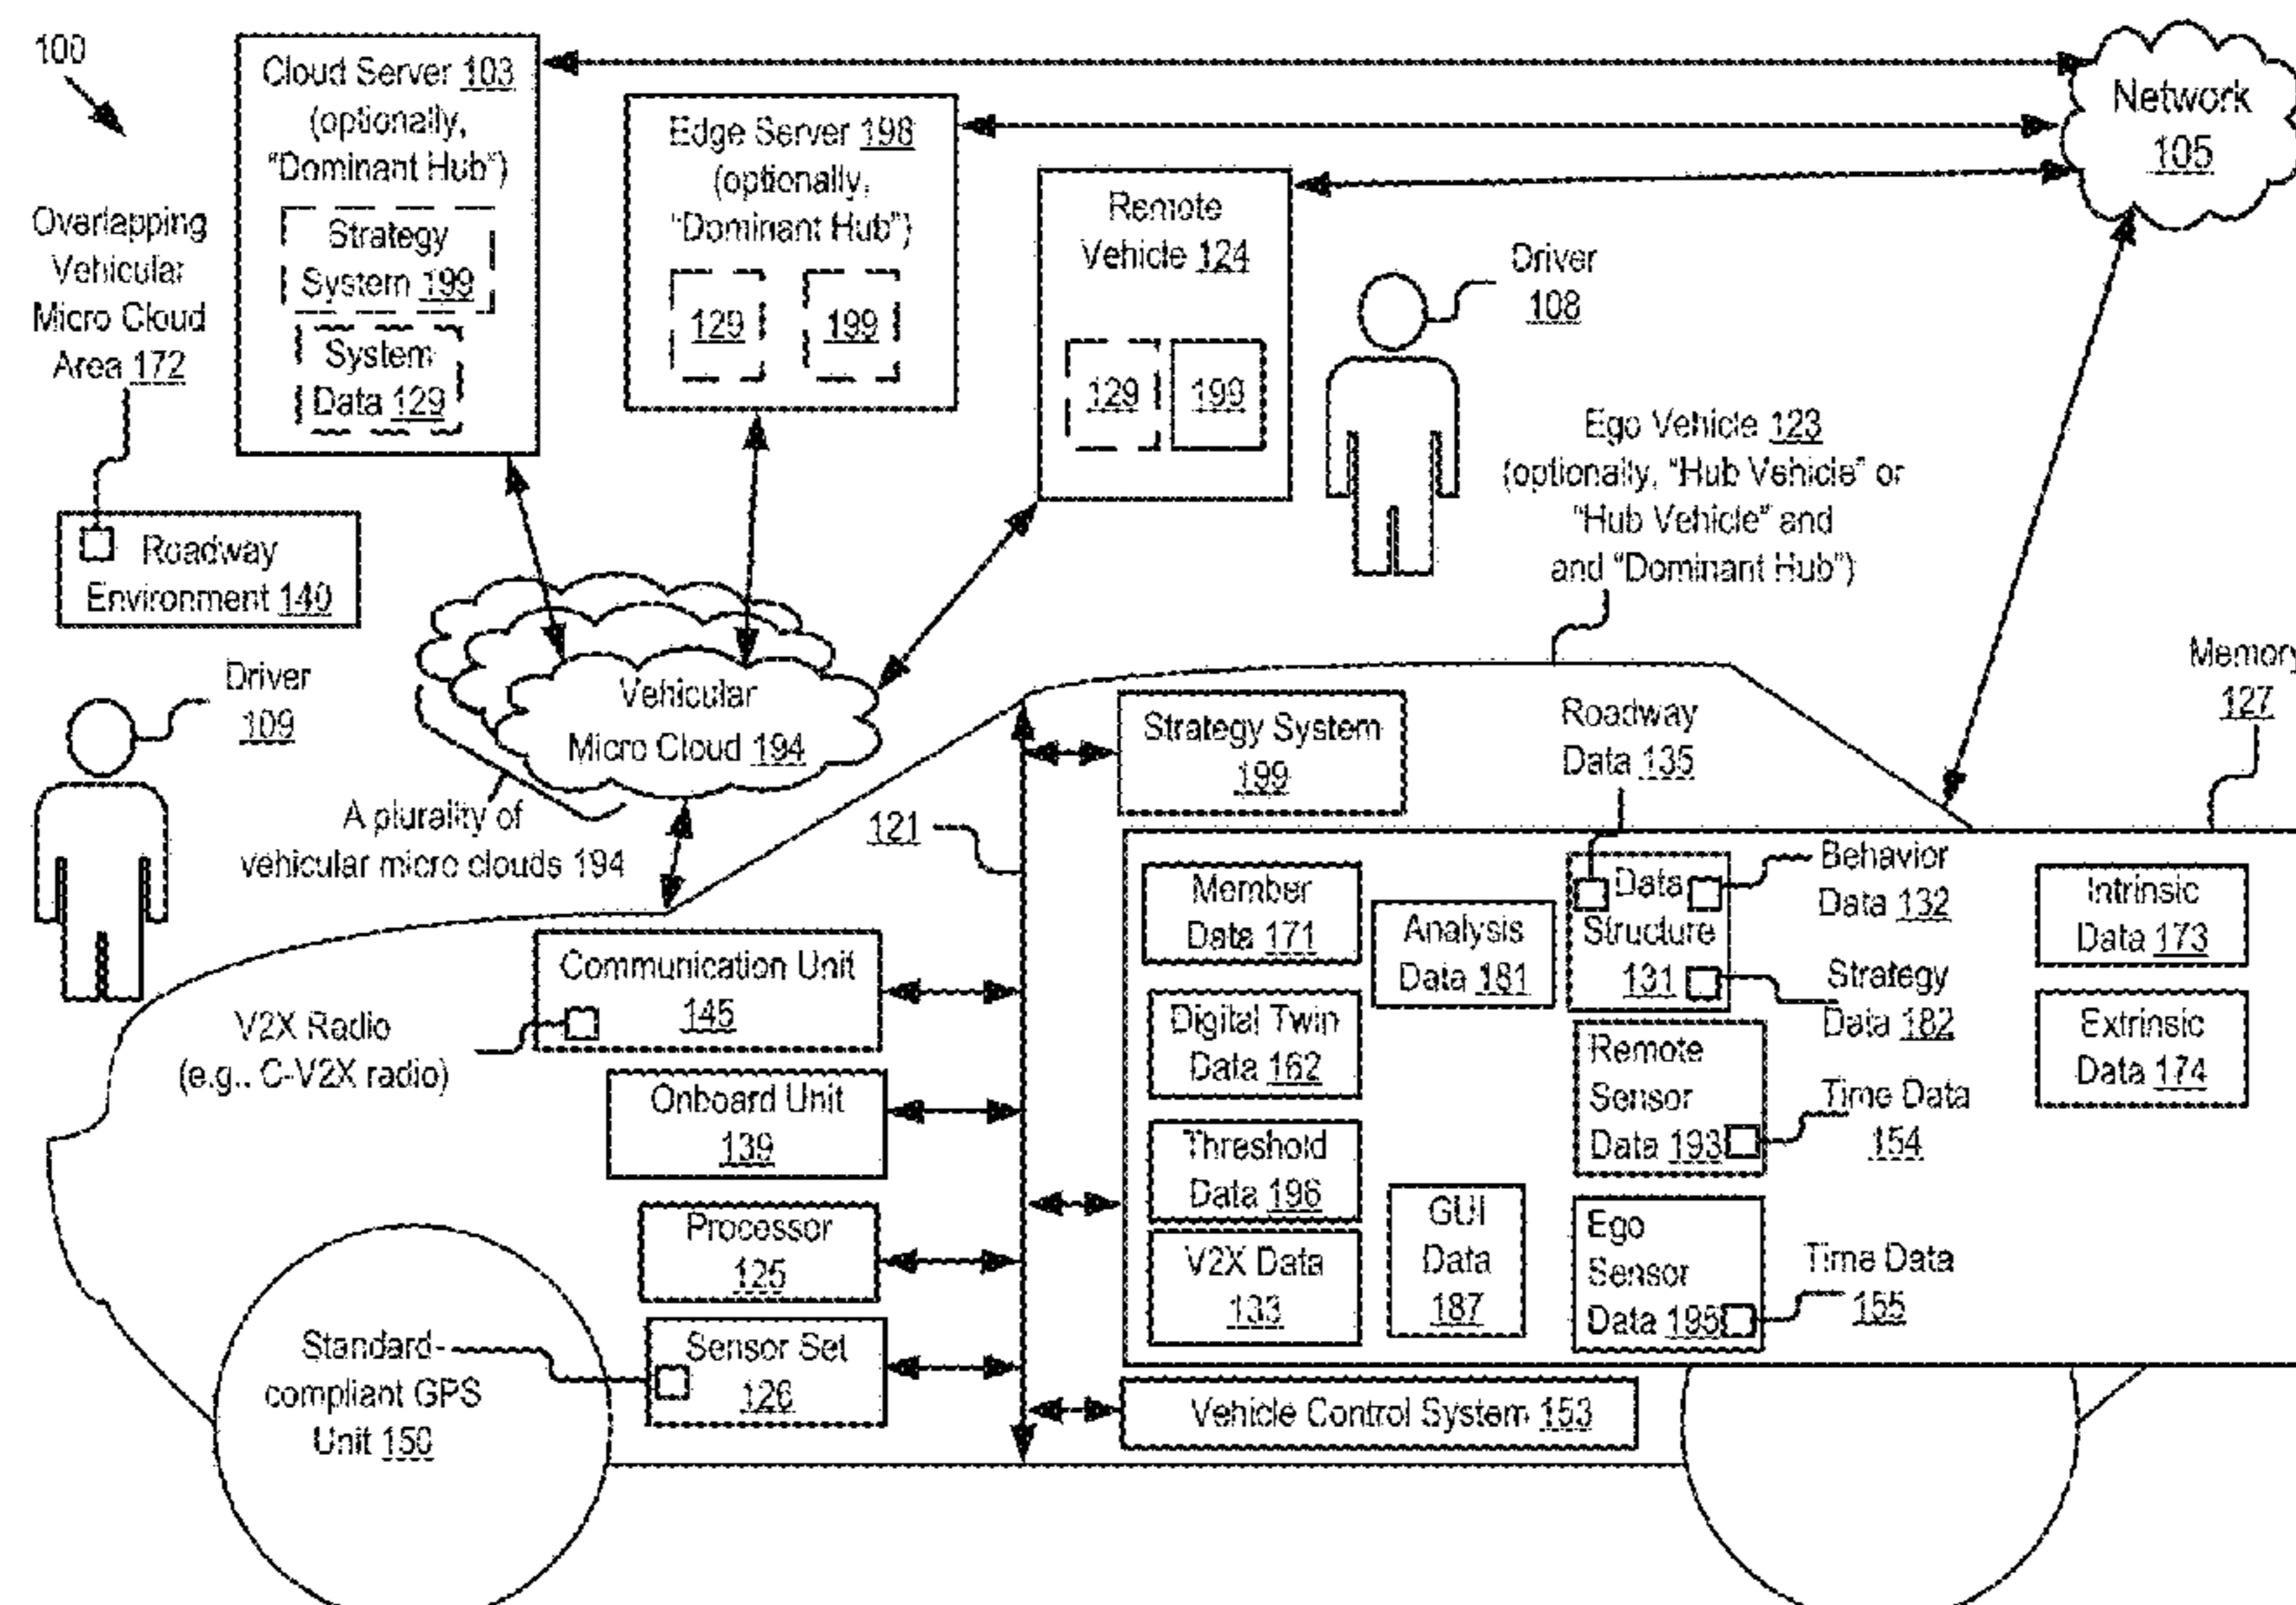 100
Cloud Server 103
(optionally,
"Dominant Hub")
Strategy
System 199
System
Data 129
Edge Server 198
(optionally,
"Dominant Hub")
129
199
Remote
Vehicle 124
129
199
Network
105
Overlapping
Vehicular
Micro Cloud
Area 172
Roadway
Environment 140
Driver
108
Ego Vehicle 123
(optionally, "Hub Vehicle" or
"Hub Vehicle" and
and "Dominant Hub")
Driver
109
Vehicular
Micro Cloud 194
A plurality of
vehicular micro clouds 194
121
Strategy System
199
Roadway
Data 135
Memory
127
Communication Unit
145
V2X Radio
(e.g., C-V2X radio)
Onboard Unit
139
Processor
125
Sensor Set
126
Standard-
compliant GPS
Unit 150
Member
Data 171
Analysis
Data 181
Data
Structure
131
Behavior
Data 132
Strategy
Data 182
Intrinsic
Data 173
Extrinsic
Data 174
Digital Twin
Data 162
Remote
Sensor
Data 193
Time Data
154
Threshold
Data 196
V2X Data
133
GUI
Data
187
Ego
Sensor
Data 195
Time Data
155
Vehicle Control System 153